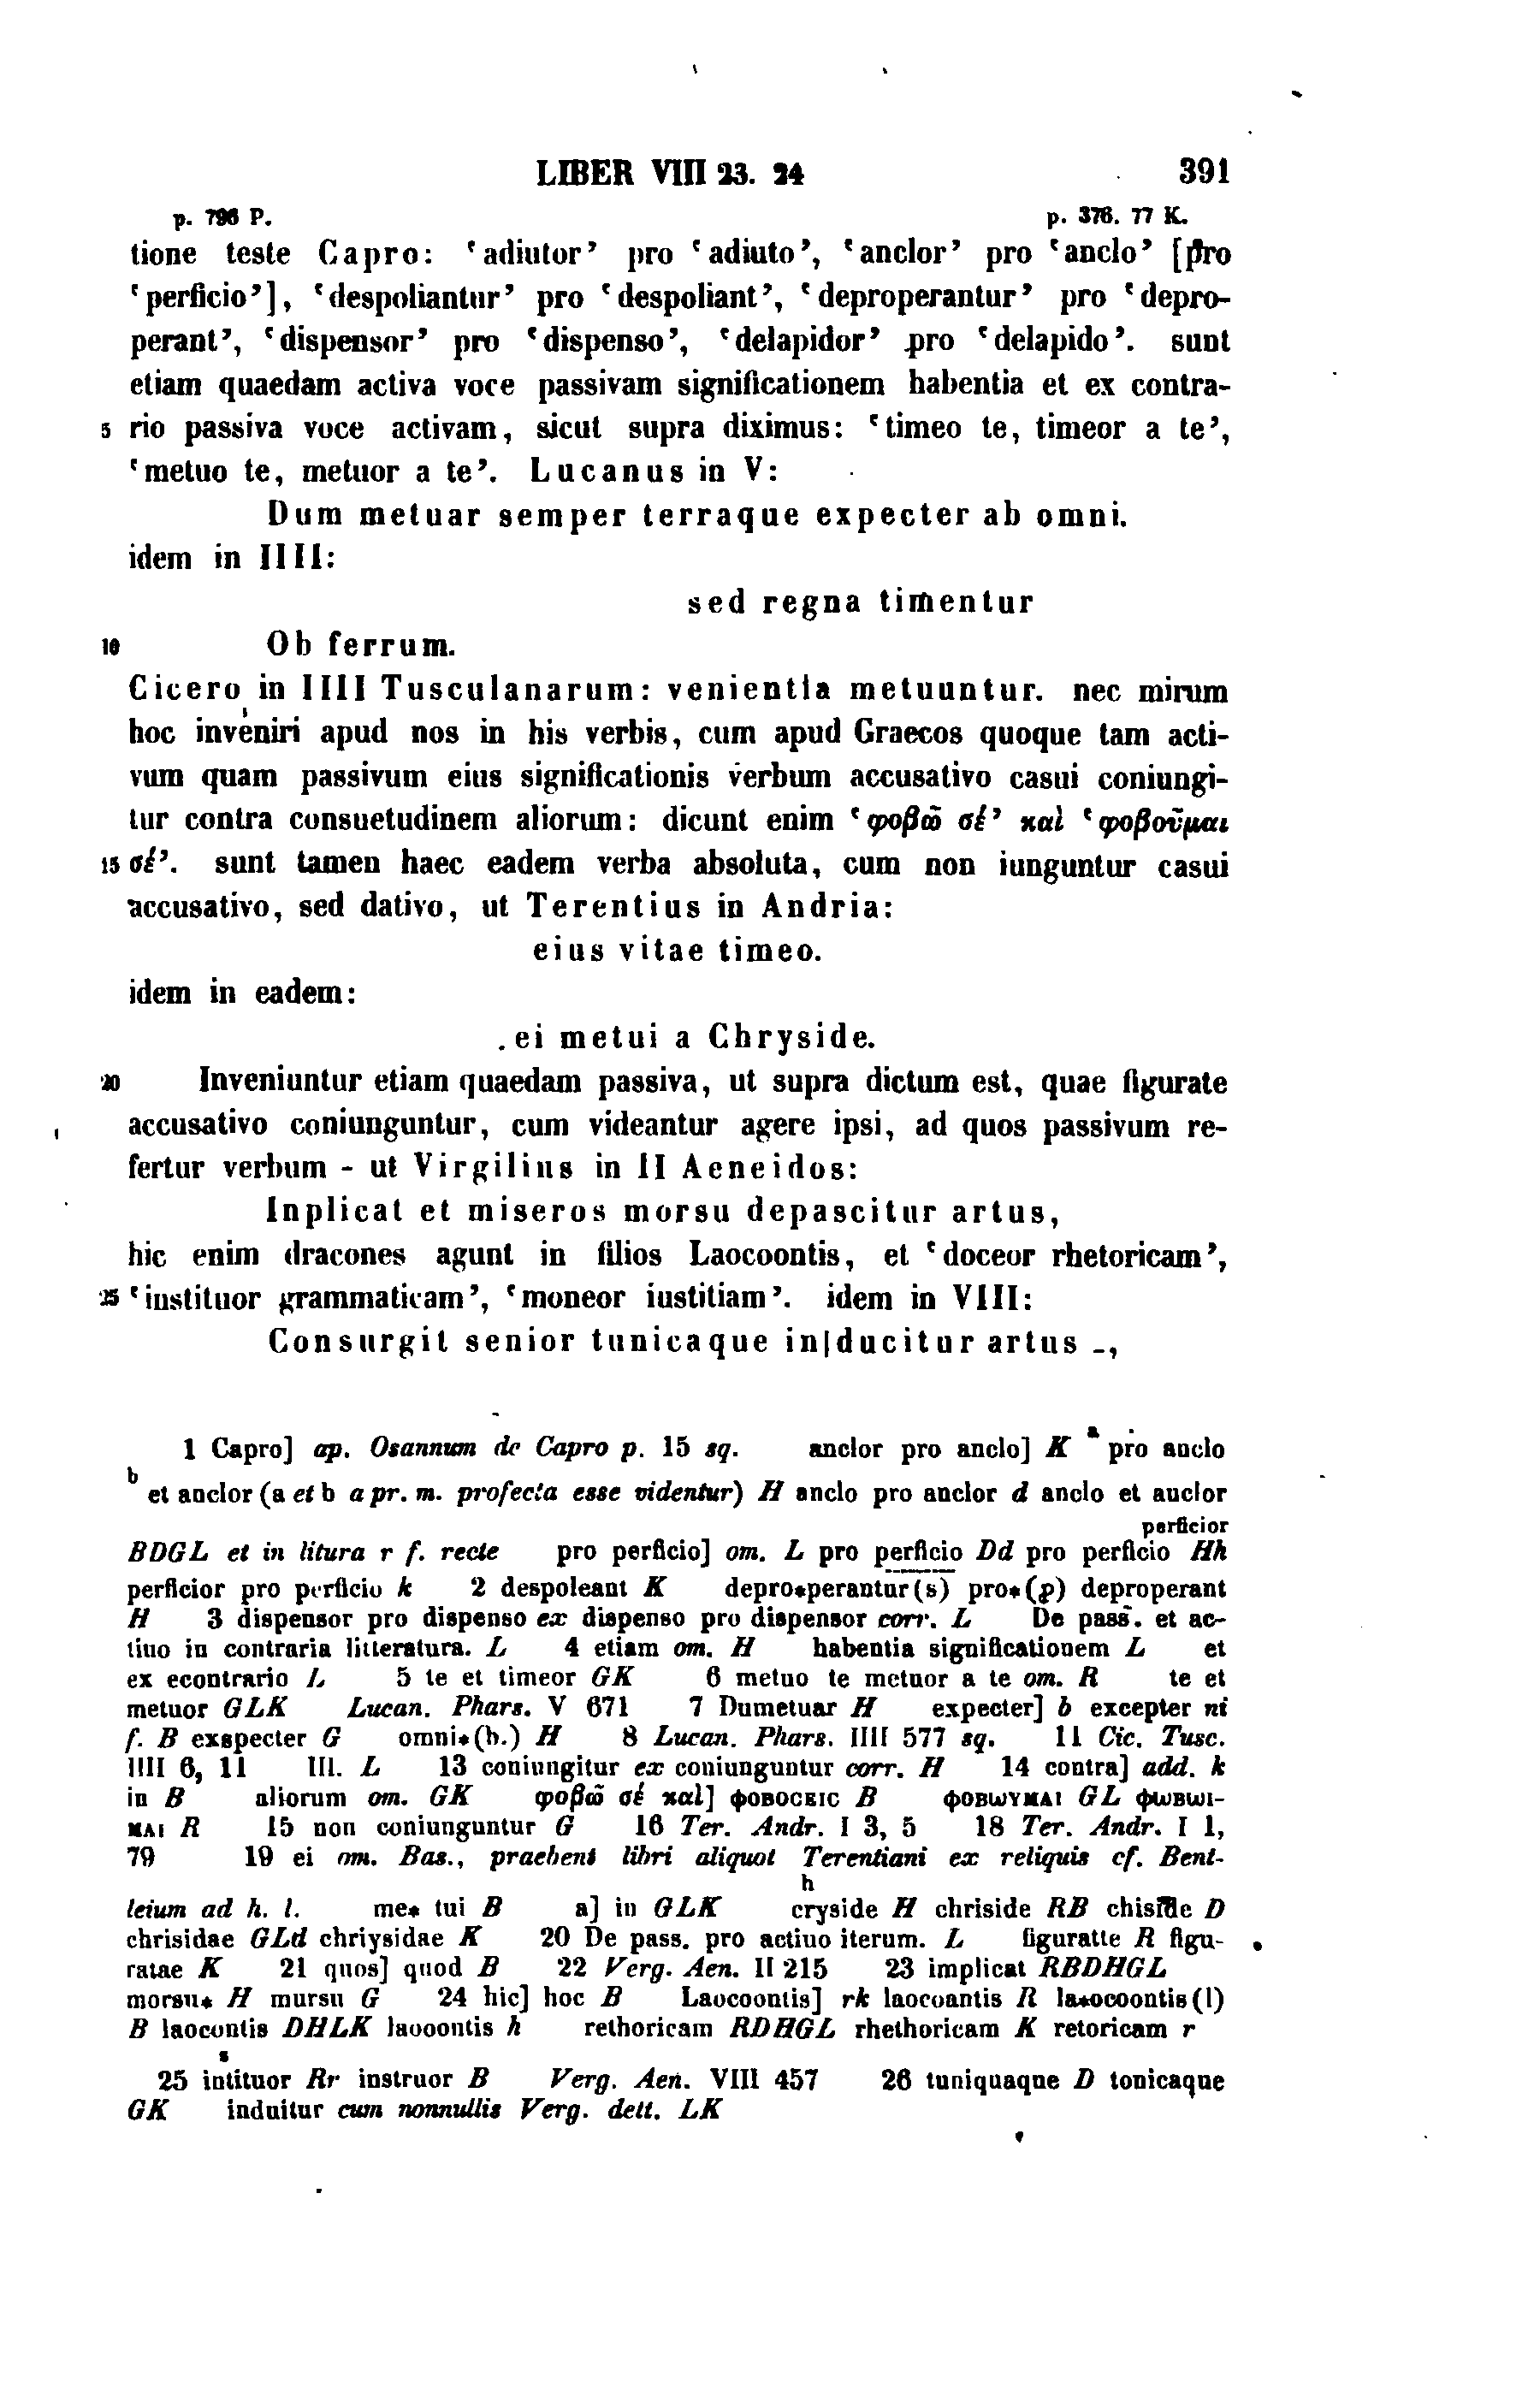 LIBER VIII 23. 24 391
p. 796 P. p. 376. 77 K.
tione teste Capro: ‘adiutor’ pro ‘adiuto’, ‘anclor’ pro ‘anclo’ [pro
‘perficio’], ‘despoliantur’ pro ‘despoliant’, ‘deproperantur’ pro ‘depro-
perant’, ‘dispensor’ pro ‘dispenso’, ‘delapidor’ pro ‘delapido’. sunt
etiam quaedam activa voce passivam significationem habentia et ex contra-
5 rio passiva voce activam, sicut supra diximus: ‘timeo te, timeor a te’,
‘metuo te, metuor a te’. Lucanus in V:
Dum metuar semper terraque expecter ab omni.
idem in IIII:
sed regna timentur
10 Ob ferrum.
Cicero in IIII Tusculanarum: venientia metuuntur. nec mirum
hoc inveniri apud nos in his verbis, cum apud Graecos quoque tam acti-
vum quam passivum eius significationis verbum accusativo casui coniungi-
tur contra consuetudinem aliorum: dicunt enim ‘φοβῶ σέ’ καὶ ‘φοβοῦμαι
15 σέ’. sunt tamen haec eadem verba absoluta, cum non iunguntur casui
accusativo, sed dativo, ut Terentius in Andria:
eius vitae timeo.
idem in eadem:
ei metui a Chryside.
20 Inveniuntur etiam quaedam passiva, ut supra dictum est, quae figurate
accusativo coniunguntur, cum videantur agere ipsi, ad quos passivum re-
fertur verbum - ut Virgilius in II Aeneidos:
Inplicat et miseros morsu depascitur artus,
hic enim dracones agunt in filios Laocoontis, et ‘doceor rhetoricam’,
25 ‘instituor grammaticam’, ‘moneor iustitiam’. idem in VIII:
Consurgit senior tunicaque in|ducitur artus -,
1 Capro] ap. Osannum de Capro p. 15 sq. anclor pro anclo] K a pro anclo
b et anclor (a et b a pr. m. profecta esse videntur) H anclo pro anclor d anclo et anclor
perficior
BDGL et in litura r f. recte pro perficio] om. L pro perficio Dd pro perficio Hh
perficior pro perficio k 2 despoleant K depro*perantur(s) pro*(p) deproperant
H 3 dispensor pro dispenso ex dispenso pro dispensor corr. L De pass. et ac-
tiuo in contraria litteratura. L 4 etiam om. H habentia significationem L et
ex econtrario L 5 te et timeor GK 6 metuo te metuor a te om. R te et
metuor GLK Lucan. Phars. V 671 7 Dumetuar H expecter] b excepter ni
f. B exspecter G omni*(b.) H 8 Lucan. Phars. IIII 577 sq. 11 Cic. Tusc.
IIII 6, 11 III. L 13 coniungitur ex coniunguntur corr. H 14 contra] add. k
in B aliorum om. GK φοβῶ σέ καὶ] ΦΟΒΟCΕΙC B ΦΟΒWΥΜΑΙ GL ΦWΒWΙ-
ΜΑΙ R 15 non coniunguntur G 16 Ter. Andr. I 3, 5 18 Ter. Andr. I 1,
79 19 ei om. Bas., praebent libri aliquot Terentiani ex reliquis cf. Bent-
h
leium ad h. l. me* tui B a] in GLK cryside H chriside RB chiside D
chrisidae GLd chriysidae K 20 De pass. pro actiuo iterum. L figuratte R figu-
ratae K 21 quos] quod B 22 Verg. Aen. II 215 23 implicat RBDHGL
morsu* H mursu G 24 hic] hoc B Laocoontis] rk laocoantis R la*ocoontis(l)
B laocontis DHLK laooontis h rethoricam RDHGL rhethoricam K retoricam r
s
25 intituor Rr instruor B Verg. Aen. VIII 457 26 tuniquaque D tonicaque
GK induitur cum nonnullis Verg. dett. LK